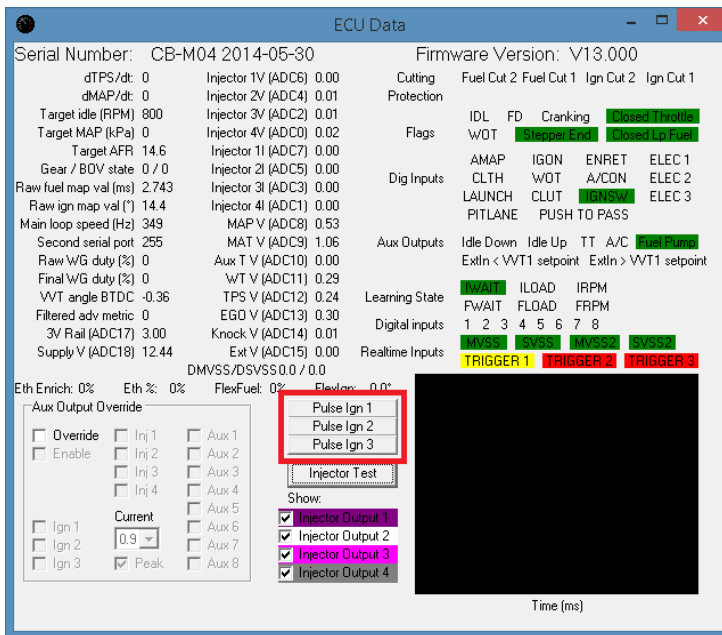 ECU Data
Serial Number: CB-M04 2014-05-30 Firmware Version: V13.000
dTPS/dt: 0 Injector 1V (ADC6) 0.00 Cutting Fuel Cut 2 Fuel Cut 1 Ign Cut 2 Ign Cut 1
dMAP/dt: 0 Injector 2V (ADC4) 0.01 Protection
Target idle (RPM) 800 Injector 3V (ADC2) 0.01 IDL FD Cranking Closed Throttle
Target MAP (kPa) 0 Injector 4V (ADC0) 0.02 Flags WOT Stepper End Closed Lp Fuel
Target AFR 14.6 Injector 1I (ADC7) 0.00
Gear / BOV state 0 / 0 Injector 2I (ADC5) 0.00 AMAP IGON ENRET ELEC 1
Raw fuel map val (ms) 2.743 Injector 3I (ADC3) 0.00 Dig Inputs CLTH WOT A/CON ELEC 2
Raw ign map val (°) 14.4 Injector 4I (ADC1) 0.00 LAUNCH CLUT IGNSW ELEC 3
Main loop speed (Hz) 349 MAP V (ADC8) 0.53 PITLANE PUSH TO PASS
Second serial port 255 MAT V (ADC9) 1.06 Aux Outputs Idle Down Idle Up TT A/C Fuel Pump
Raw WG duty (%) 0 Aux T V (ADC10) 0.00 ExtIn < VVT1 setpoint ExtIn > VVT1 setpoint
Final WG duty (%) 0 WT V (ADC11) 0.29
VVT angle BTDC -0.36 TPS V (ADC12) 0.24 Learning State IWAIT ILOAD IRPM
Filtered adv metric 0 EGO V (ADC13) 0.30 FWAIT FLOAD FRPM
3V Rail (ADC17) 3.00 Knock V (ADC14) 0.01 Digital inputs 1 2 3 4 5 6 7 8
Supply V (ADC18) 12.44 Ext V (ADC15) 0.00 Realtime Inputs MVSS SVSS MVSS2 SVSS2
DMVSS/DSVSS 0.0 / 0.0 TRIGGER 1 TRIGGER 2 TRIGGER 3
Eth Enrich: 0% Eth %: 0% FlexFuel: 0% FlexIgn: 0.0°
Aux Output Override
Override Inj 1 Aux 1
Enable Inj 2 Aux 2
Inj 3 Aux 3
Inj 4 Aux 4
Aux 5
Ign 1 Current Aux 6
Ign 2 0.9 Aux 7
Ign 3 Peak Aux 8
Pulse Ign 1
Pulse Ign 2
Pulse Ign 3
Injector Test
Show:
Injector Output 1
Injector Output 2
Injector Output 3
Injector Output 4
Time (ms)